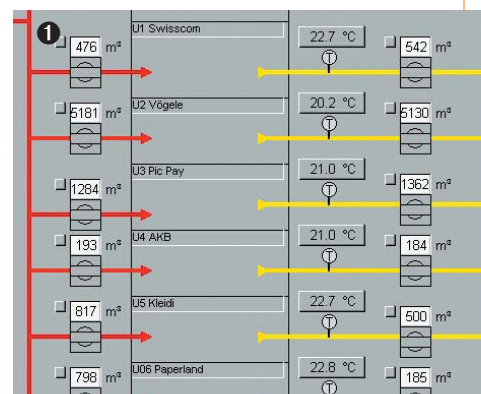 1
U1 Swisscom
476 m³ 22.7 °C 542 m³
T
U2 Vögele
5181 m³ 20.2 °C 5130 m³
T
U3 Pic Pay
1284 m³ 21.0 °C 1362 m³
T
U4 AKB
193 m³ 21.0 °C 184 m³
T
U5 Kleidi
817 m³ 22.7 °C 500 m³
T
U06 Paperland
798 m³ 22.8 °C 185 m³
T